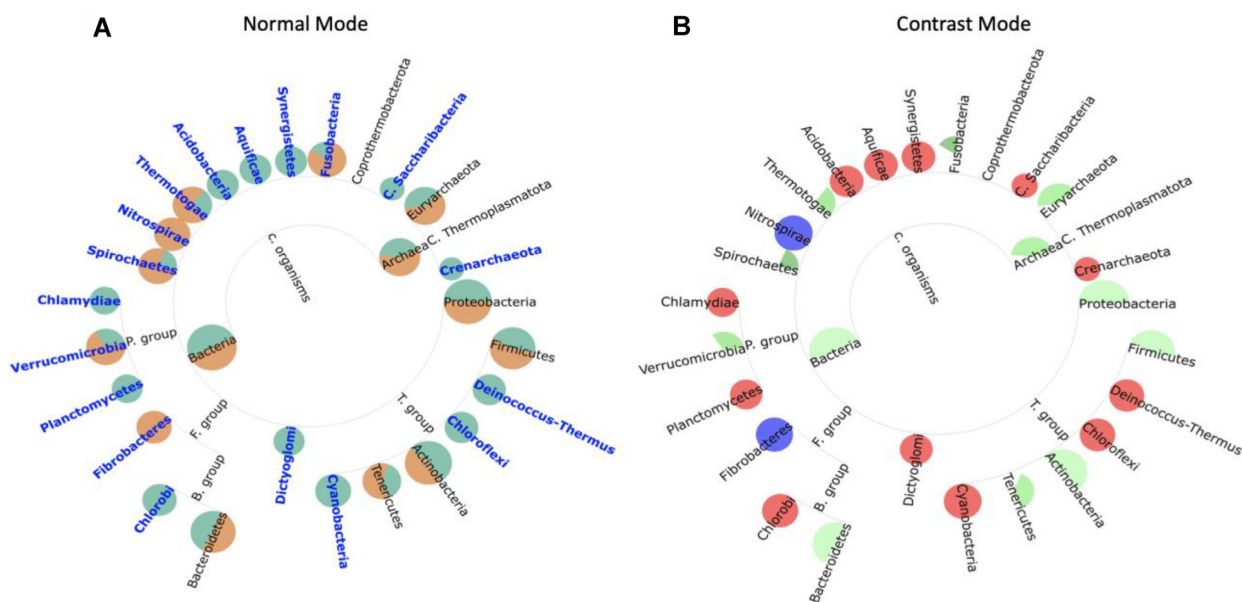 A
Normal Mode
Coprothermobacterota
Synergistetes
Fusobacteria
C. Saccharibacteria
Aquificae
Acidobacteria
Euryarchaeota
Thermotogae
C. Thermoplasmatota
Nitrospirae
c. organisms
Archaea
Spirochaetes
Crenarchaeota
Chlamydiae
Proteobacteria
P. group
Verrucomicrobia
Bacteria
Firmicutes
Planctomycetes
Deinococcus-Thermus
F. group
T. group
Fibrobacteres
Chloroflexi
Dictyoglomi
Actinobacteria
B. group
Tenericutes
Chlorobi
Cyanobacteria
Bacteroidetes
B
Contrast Mode
Coprothermobacterota
Synergistetes
Fusobacteria
C. Saccharibacteria
Aquificae
Acidobacteria
Euryarchaeota
Thermotogae
C. Thermoplasmatota
Nitrospirae
c. organisms
Archaea
Spirochaetes
Crenarchaeota
Chlamydiae
Proteobacteria
P. group
Verrucomicrobia
Bacteria
Firmicutes
Planctomycetes
Deinococcus-Thermus
F. group
T. group
Fibrobacteres
Chloroflexi
Dictyoglomi
Actinobacteria
B. group
Tenericutes
Chlorobi
Cyanobacteria
Bacteroidetes